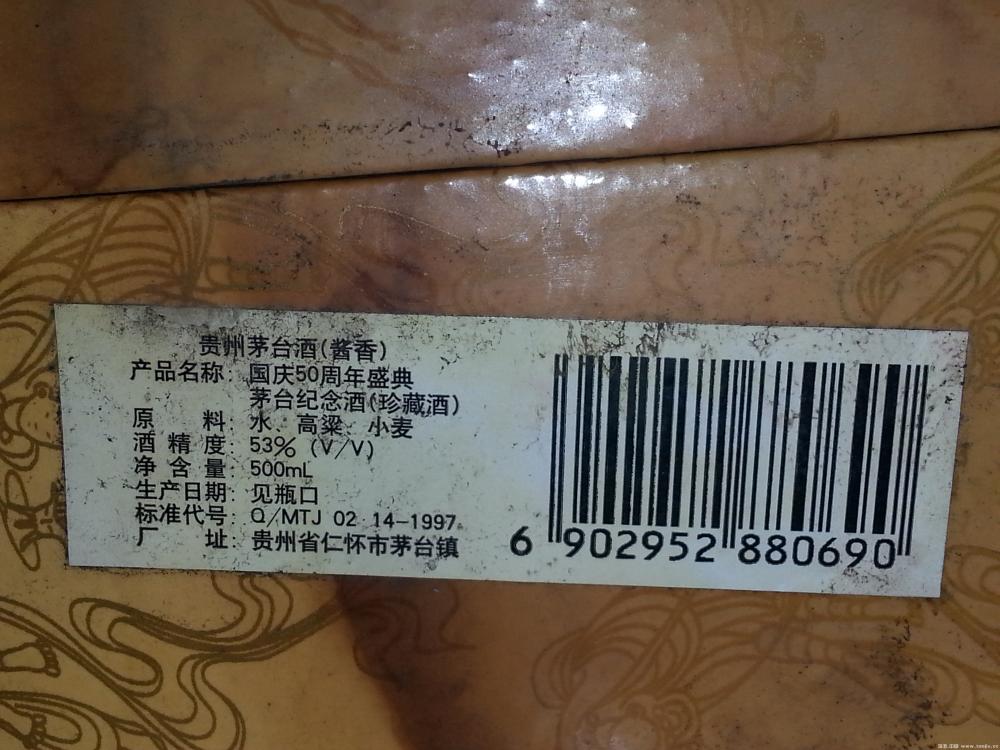 贵州茅台酒(酱香)
产品名称: 国庆50周年盛典
茅台纪念酒(珍藏酒)
原 料: 水、高粱、小麦
酒 精 度: 53% (V/V)
净 含 量: 500mL
生产日期: 见瓶口
标准代号: Q/MTJ 02 14-1997
厂 址: 贵州省仁怀市茅台镇
6 902952 880690